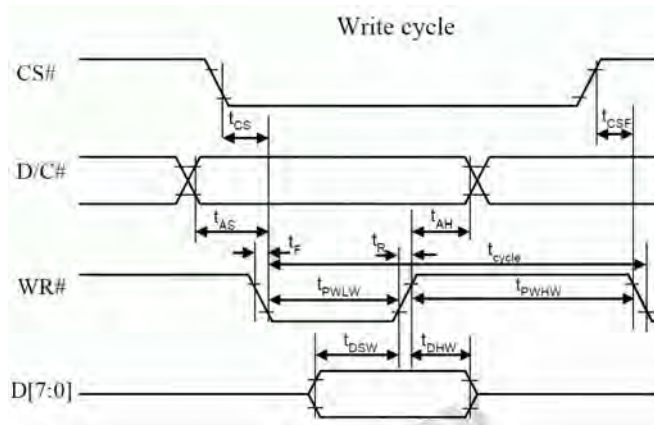 Write cycle
CS#
tCS
tCSF
D/C#
tAS
tAH
tF
tR
tcycle
WR#
tPWLW
tPWHW
tDSW
tDHW
D[7:0]